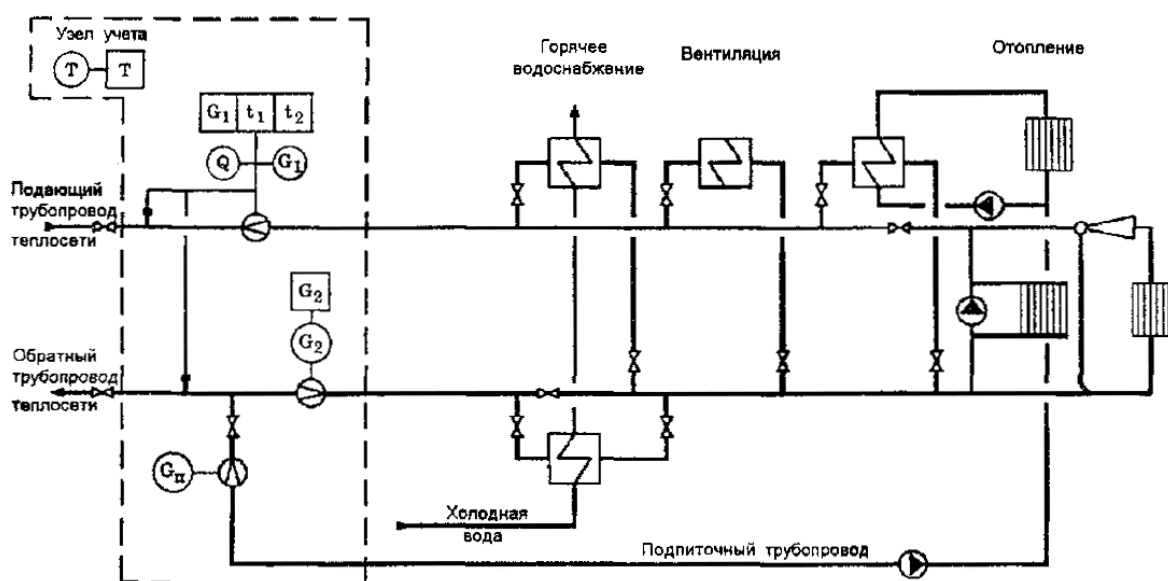 Узел учета
T T
G₁ t₁ t₂
Q G₁
Горячее
водоснабжение
Вентиляция
Отопление
Подающий
трубопровод
теплосети
G₂
G₂
Обратный
трубопровод
теплосети
Gп
Холодная
вода
Подпиточный трубопровод